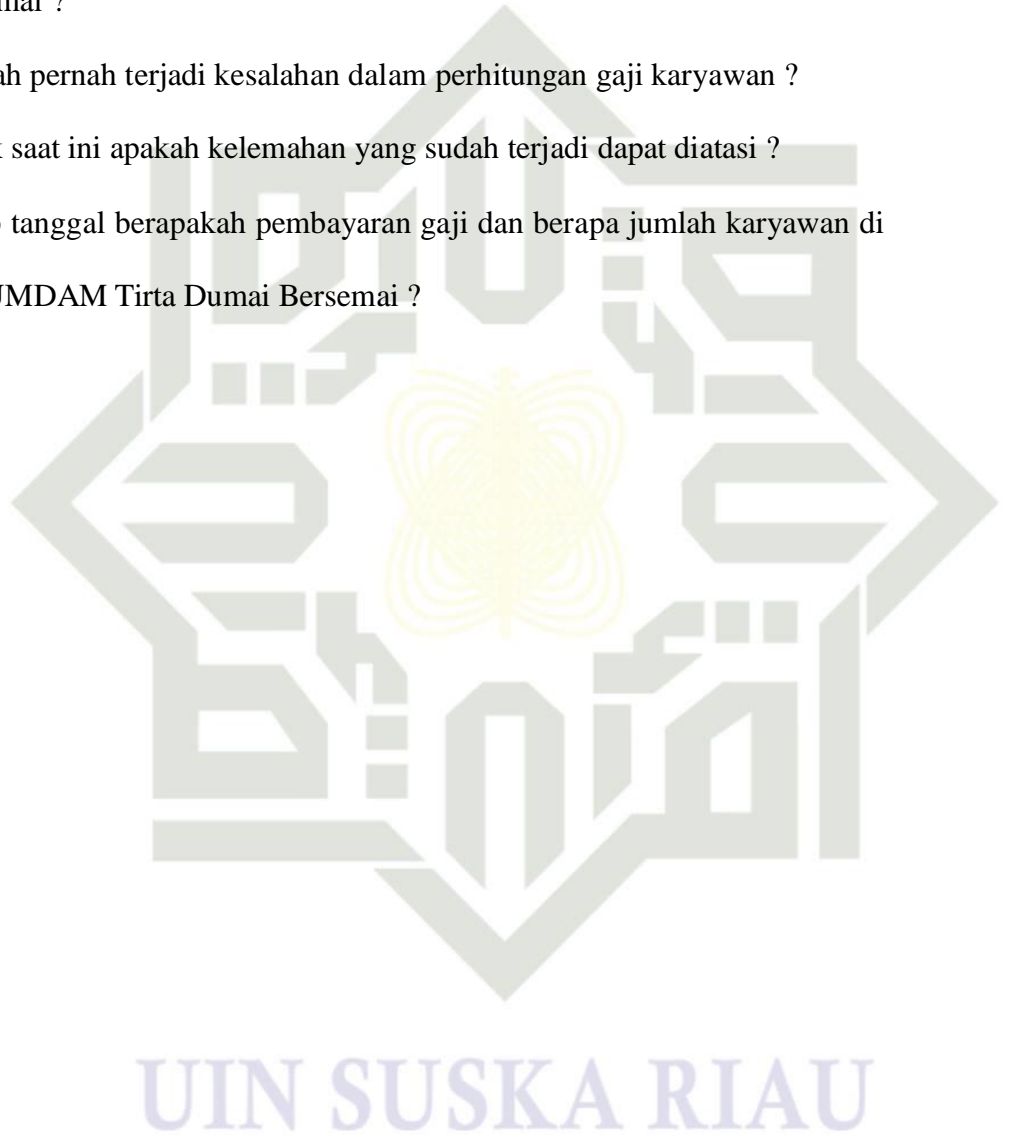 ah pernah terjadi kesalahan dalam perhitungan gaji karyawan ?
saat ini apakah kelemahan yang sudah terjadi dapat diatasi ?
tanggal berapakah pembayaran gaji dan berapa jumlah karyawan di
UMDAM Tirta Dumai Bersemai ?
UIN SUSKA RIAU